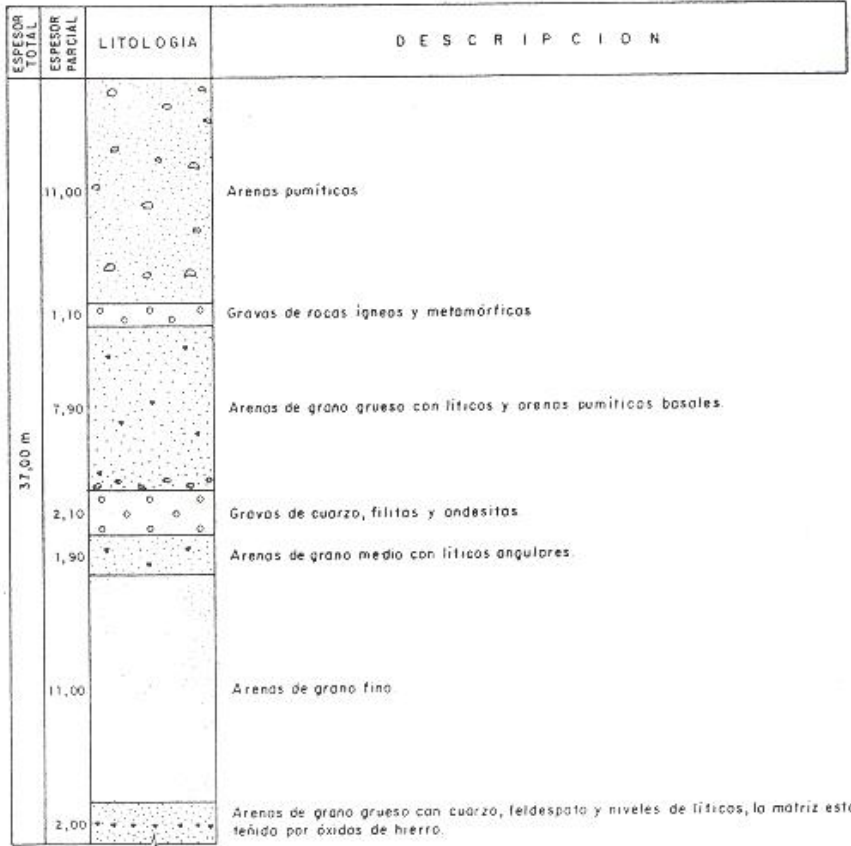 ESPESOR TOTAL
ESPESOR PARCIAL
LITOLOGIA
DESCRIPCION
37,00 m
11,00
Arenas pumíticas
1,10
Gravas de rocas ígneas y metamórficas
7,90
Arenas de grano grueso con líticos y arenas pumíticas basales.
2,10
Gravas de cuarzo, filitas y andesitas
1,90
Arenas de grano medio con líticos angulares.
11,00
Arenas de grano fino
2,00
Arenas de grano grueso con cuarzo, feldespato y niveles de líticos, la matriz esta
teñida por óxidos de hierro.